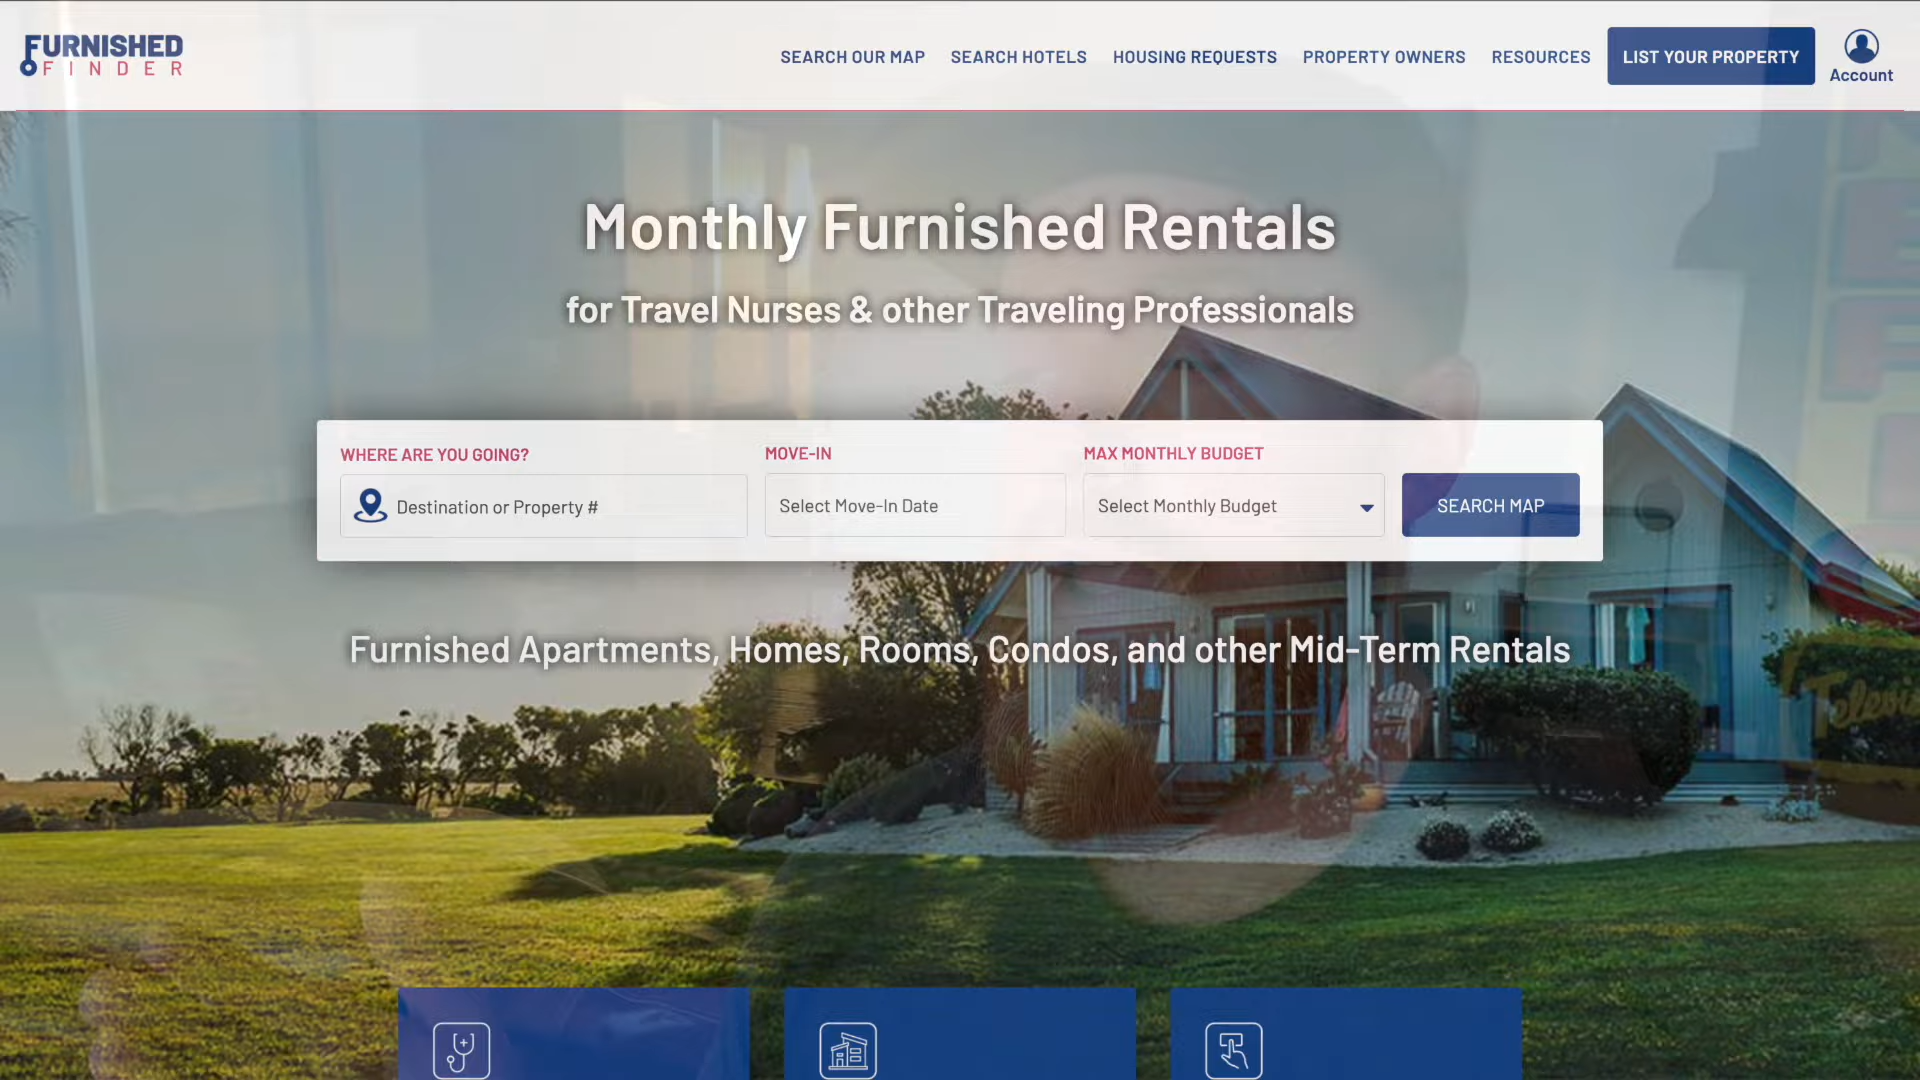 FURNISHED
FINDER
SEARCH OUR MAP
SEARCH HOTELS
HOUSING REQUESTS
PROPERTY OWNERS
RESOURCES
LIST YOUR PROPERTY
Account
Monthly Furnished Rentals
for Travel Nurses & other Traveling Professionals
WHERE ARE YOU GOING?
MOVE-IN
MAX MONTHLY BUDGET
Destination or Property #
Select Move-In Date
Select Monthly Budget
SEARCH MAP
Furnished Apartments, Homes, Rooms, Condos, and other Mid-Term Rentals